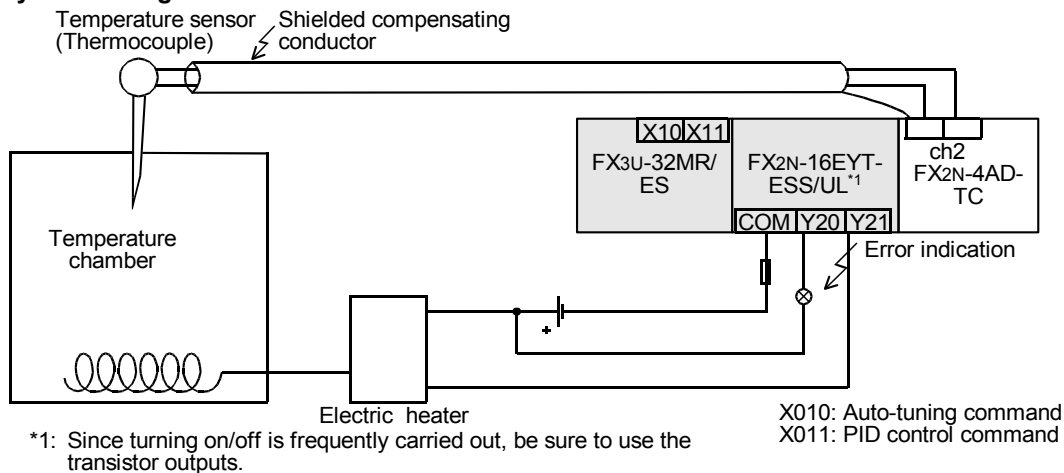 Temperature sensor
(Thermocouple)
Shielded compensating
conductor
X10 X11
FX3U-32MR/
ES
FX2N-16EYT-
ESS/UL*1
ch2
FX2N-4AD-
TC
COM Y20 Y21
Error indication
Temperature
chamber
+
Electric heater
X010: Auto-tuning command
X011: PID control command
*1: Since turning on/off is frequently carried out, be sure to use the
transistor outputs.